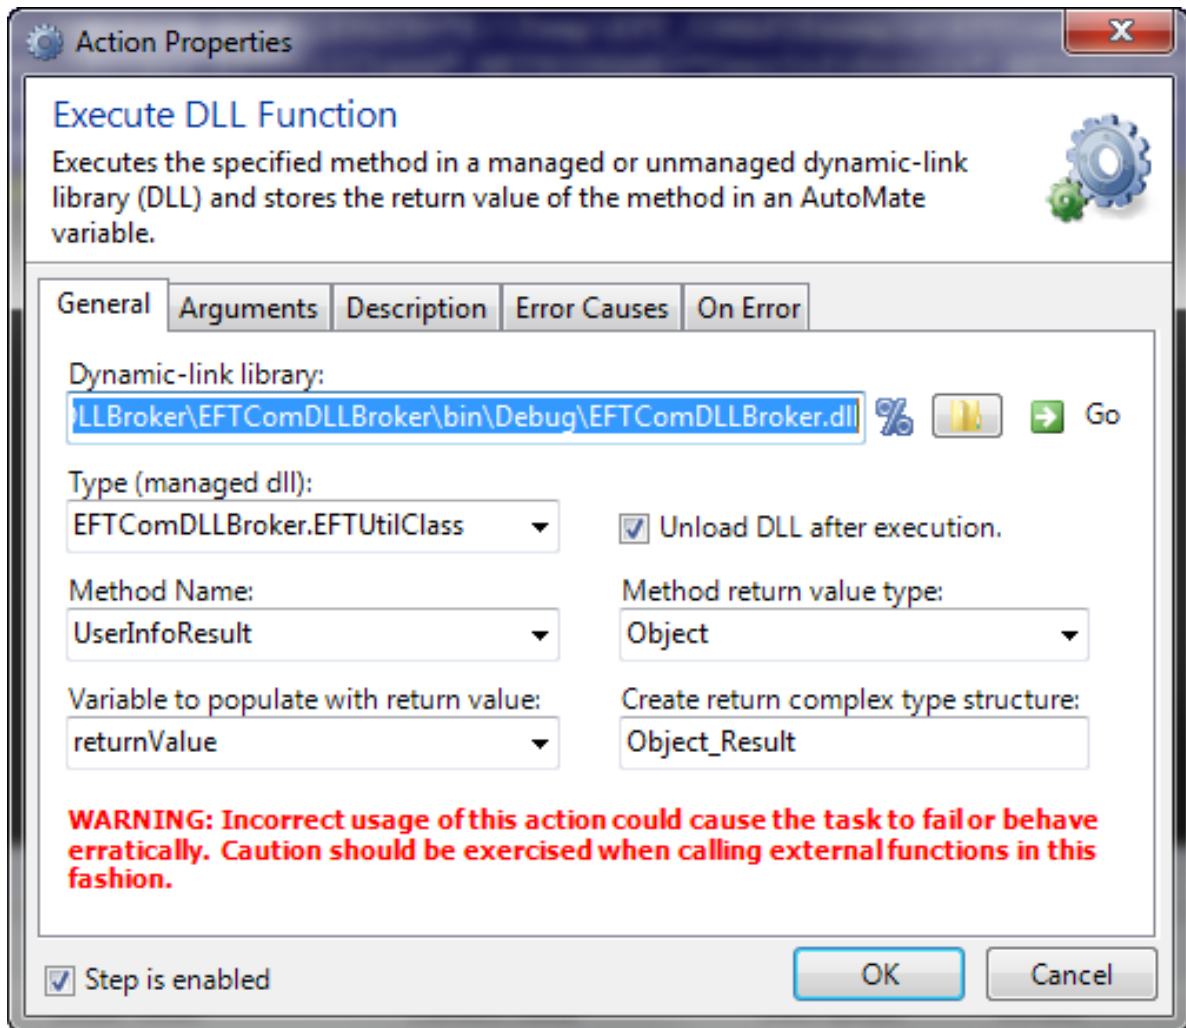 Action Properties
X
Execute DLL Function
Executes the specified method in a managed or unmanaged dynamic-link
library (DLL) and stores the return value of the method in an AutoMate
variable.
General Arguments Description Error Causes On Error
Dynamic-link library:
LLBroker\EFTComDLLBroker\bin\Debug\EFTComDLLBroker.dll % Go
Type (managed dll):
EFTComDLLBroker.EFTUtilClass Unload DLL after execution.
Method Name: Method return value type:
UserInfoResult Object
Variable to populate with return value: Create return complex type structure:
returnValue Object_Result
WARNING: Incorrect usage of this action could cause the task to fail or behave
erratically. Caution should be exercised when calling external functions in this
fashion.
Step is enabled OK Cancel